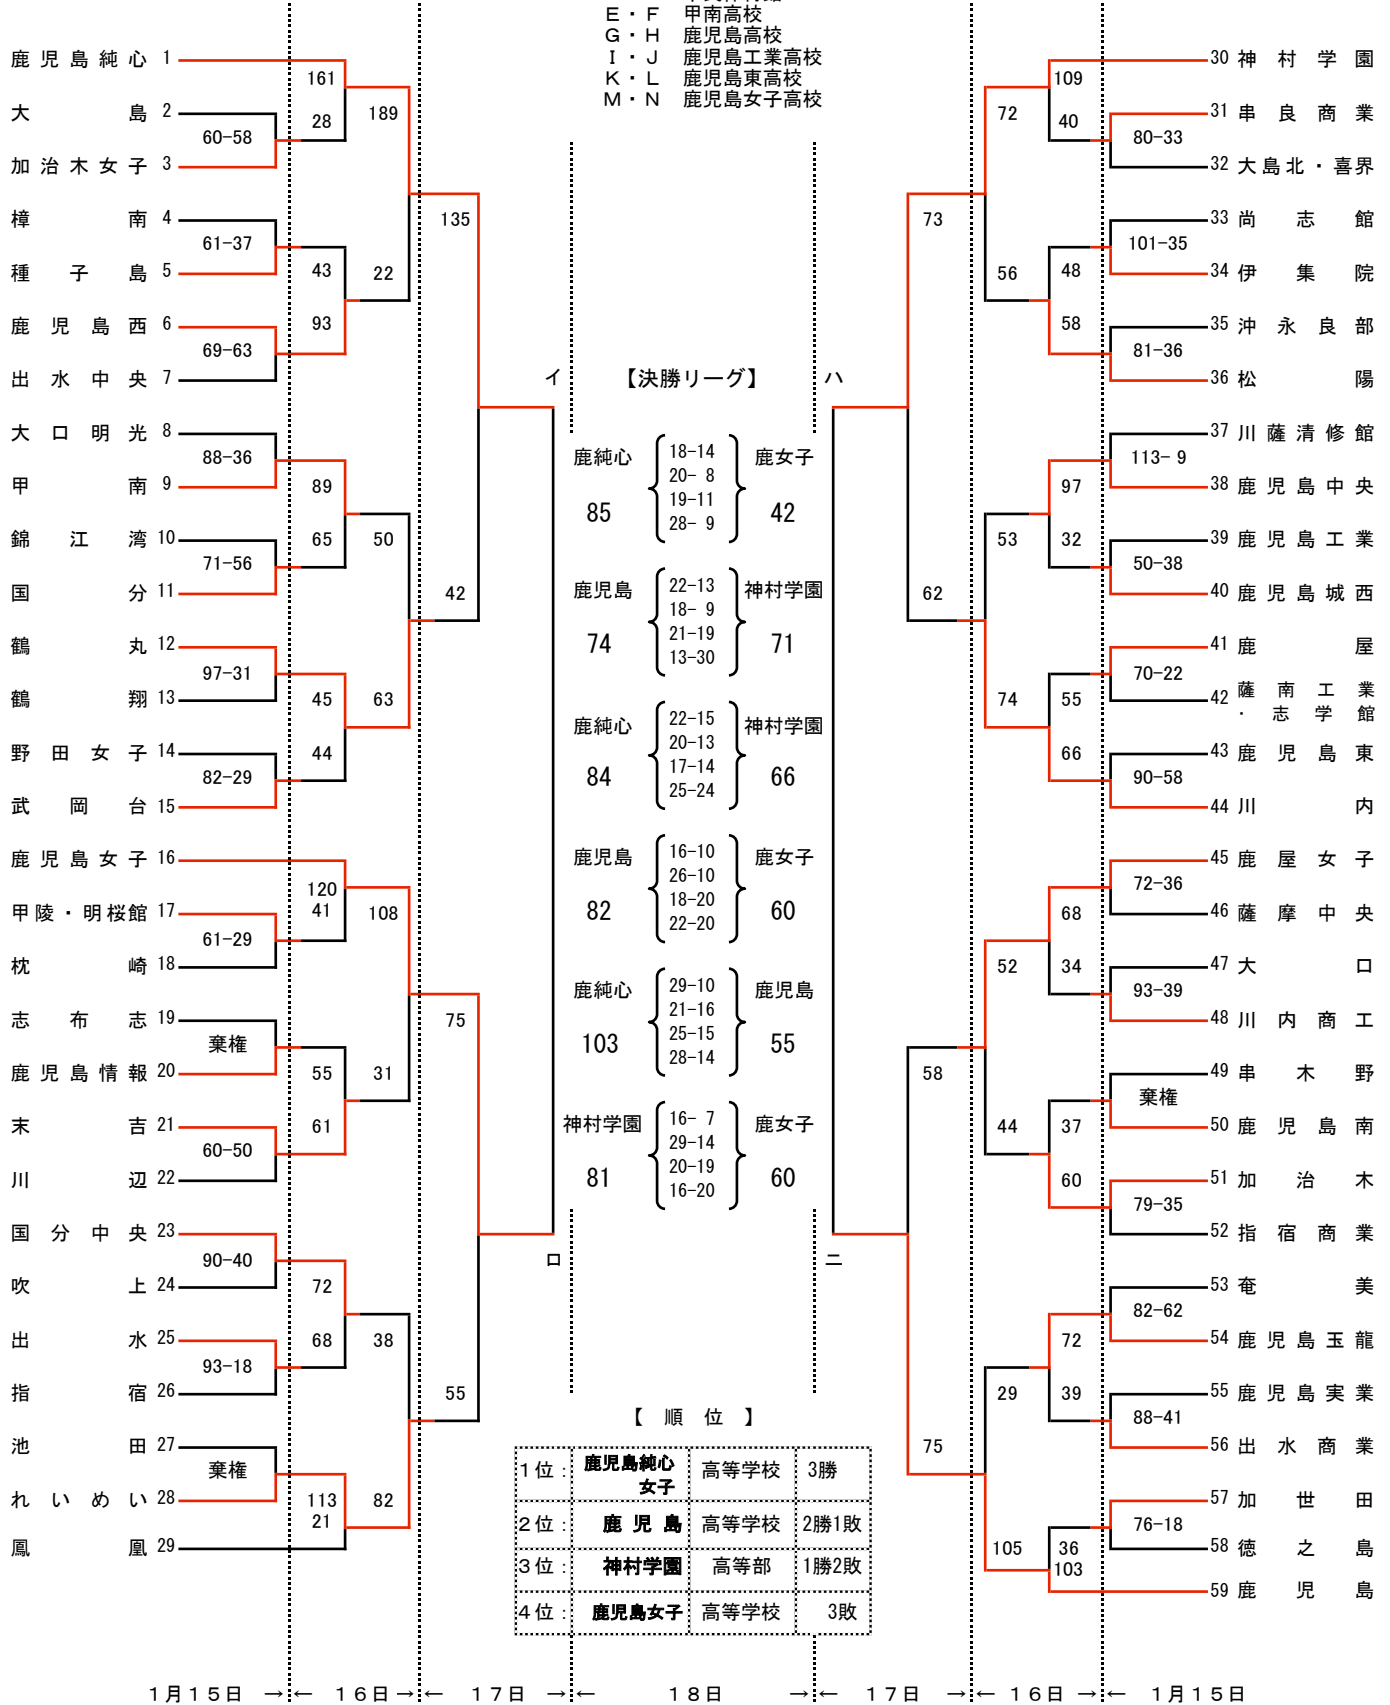 E・F 甲南高校
G・H 鹿児島高校
I・J 鹿児島工業高校
K・L 鹿児島東高校
M・N 鹿児島女子高校
鹿児島純心 1
161
大島 2
28
189
60-58
加治木女子 3
135
樟南 4
61-37
種子島 5
43
22
鹿児島西 6
93
69-63
出水中央 7
大口明光 8
88-36
甲南 9
89
錦江湾 10
65
50
71-56
国分 11
42
鶴丸 12
97-31
鶴翔 13
45
63
野田女子 14
44
82-29
武岡台 15
鹿児島女子 16
120
甲陵・明桜館 17
41
108
61-29
枕崎 18
志布志 19
75
棄権
鹿児島情報 20
55
31
末吉 21
61
60-50
川辺 22
国分中央 23
90-40
吹上 24
72
出水 25
68
38
93-18
指宿 26
55
池田 27
棄権
れいめい 28
113
82
21
鳳凰 29
イ
【決勝リーグ】
ハ
鹿純心
18-14
鹿女子
20- 8
19-11
85
42
28- 9
鹿児島
22-13
神村学園
18- 9
21-19
74
71
13-30
鹿純心
22-15
神村学園
20-13
17-14
84
66
25-24
鹿児島
16-10
鹿女子
26-10
18-20
82
60
22-20
鹿純心
29-10
鹿児島
21-16
25-15
103
55
28-14
神村学園
16- 7
鹿女子
29-14
20-19
81
60
16-20
ロ
ニ
30 神村学園
109
31 串良商業
72
40
80-33
32 大島北・喜界
73
33 尚志館
101-35
34 伊集院
56
48
35 沖永良部
58
81-36
36 松陽
37 川薩清修館
113- 9
38 鹿児島中央
97
39 鹿児島工業
53
32
50-38
40 鹿児島城西
62
41 鹿屋
70-22
42 薩南工業
・志学館
74
55
43 鹿児島東
66
90-58
44 川内
45 鹿屋女子
72-36
46 薩摩中央
68
47 大口
52
34
93-39
48 川内商工
58
49 串木野
棄権
50 鹿児島南
44
37
51 加治木
60
79-35
52 指宿商業
53 奄美
82-62
54 鹿児島玉龍
72
55 鹿児島実業
29
39
88-41
56 出水商業
75
57 加世田
76-18
58 徳之島
105
36
103
59 鹿児島
【 順 位 】
1位: 鹿児島純心女子 高等学校 3勝
2位: 鹿児島 高等学校 2勝1敗
3位: 神村学園 高等部 1勝2敗
4位: 鹿児島女子 高等学校 3敗
1月15日 →← 16日 →← 17日 →← 18日 →← 17日 →← 16日 →← 1月15日